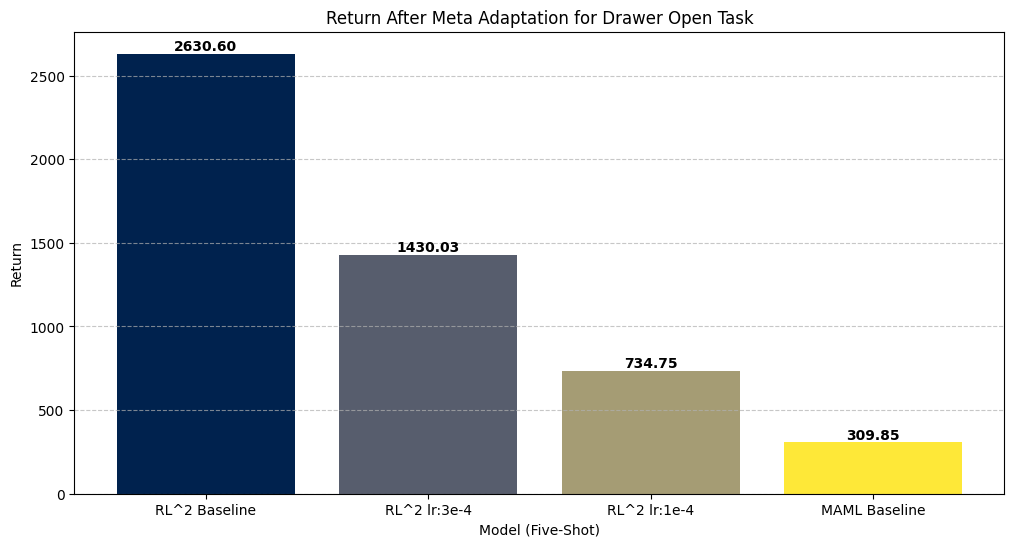 Return After Meta Adaptation for Drawer Open Task
2630.60
1430.03
734.75
309.85
2500
2000
1500
1000
500
0
Return
RL^2 Baseline
RL^2 lr:3e-4
RL^2 lr:1e-4
MAML Baseline
Model (Five-Shot)